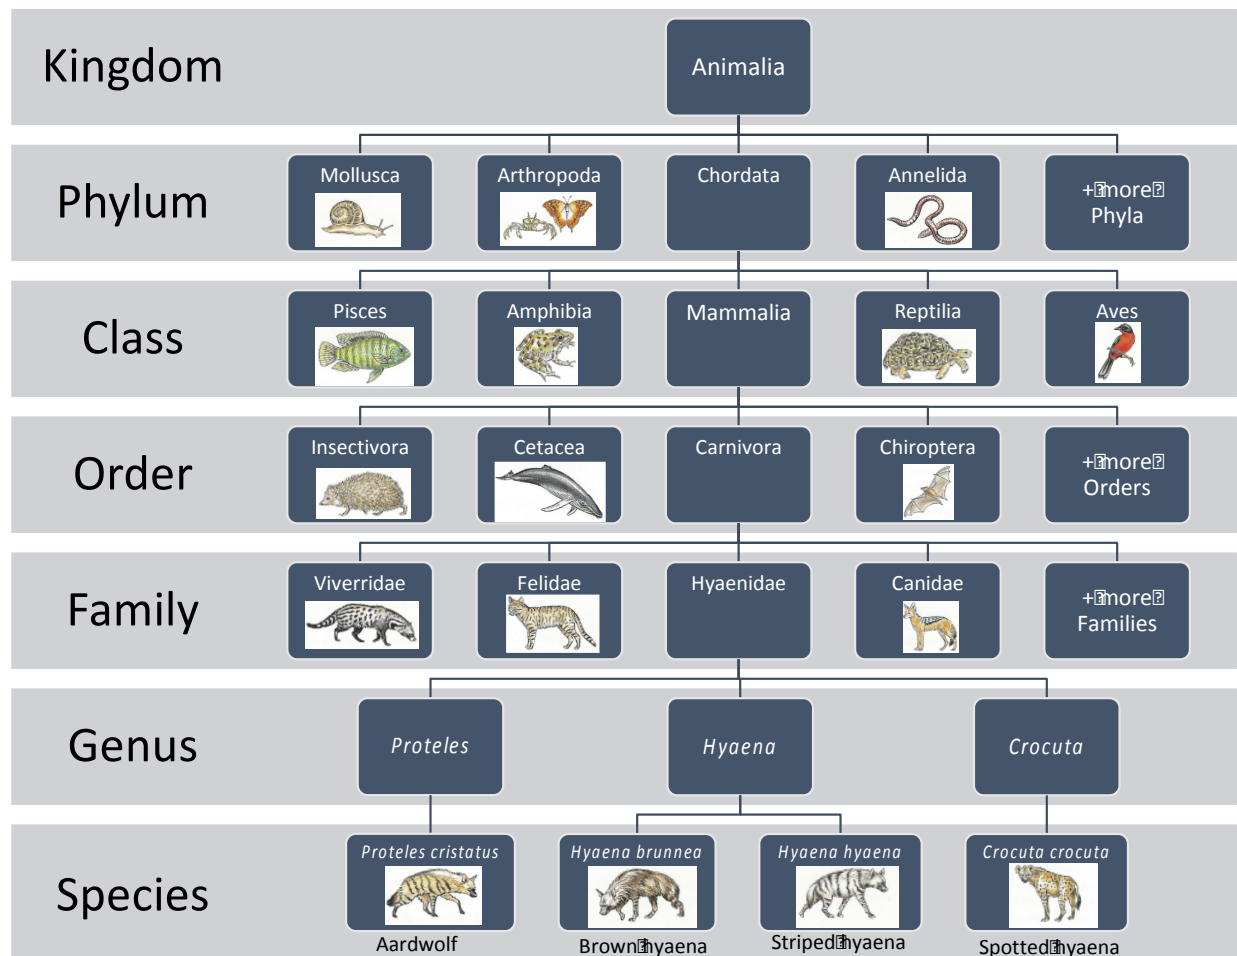 Kingdom
Animalia
Phylum
Mollusca
Arthropoda
Chordata
Annelida
+ more
Phyla
Class
Pisces
Amphibia
Mammalia
Reptilia
Aves
Order
Insectivora
Cetacea
Carnivora
Chiroptera
+ more
Orders
Family
Viverridae
Felidae
Hyaenidae
Canidae
+ more
Families
Genus
Proteles
Hyaena
Crocuta
Species
Proteles cristatus
Hyaena brunnea
Hyaena hyaena
Crocuta crocuta
Aardwolf
Brown hyaena
Striped hyaena
Spotted hyaena